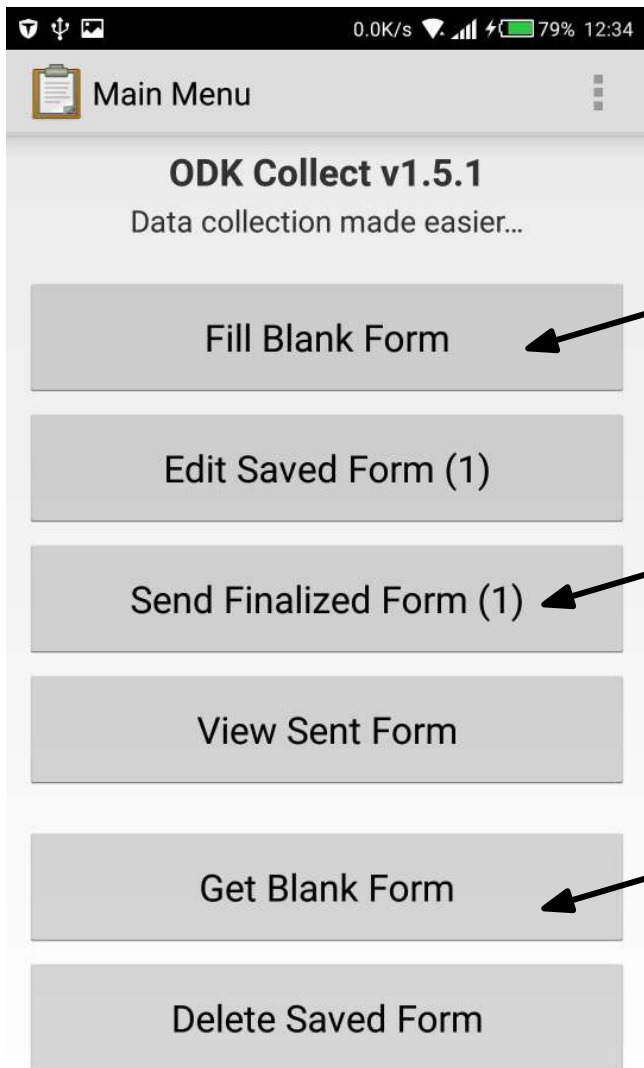 0.0K/s 79% 12:34
Main Menu
ODK Collect v1.5.1
Data collection made easier...
Fill Blank Form
Edit Saved Form (1)
Send Finalized Form (1)
View Sent Form
Get Blank Form
Delete Saved Form